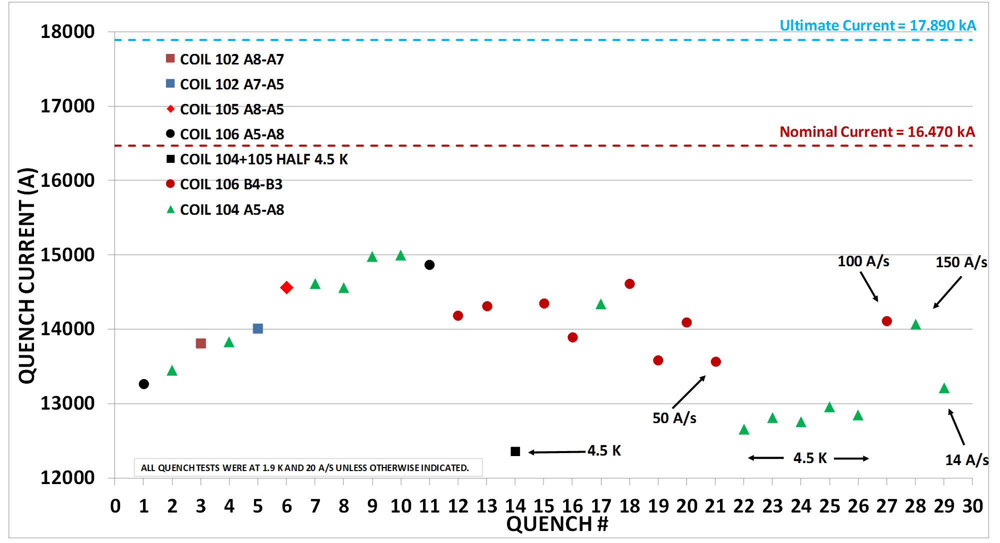 Ultimate Current = 17.890 kA
18000
COIL 102 A8-A7
COIL 102 A7-A5
17000
COIL 105 A8-A5
Nominal Current = 16.470 kA
COIL 106 A5-A8
COIL 104+105 HALF 4.5 K
16000
COIL 106 B4-B3
COIL 104 A5-A8
QUENCH CURRENT (A)
15000
100 A/s
150 A/s
14000
13000
50 A/s
4.5 K
4.5 K
14 A/s
ALL QUENCH TESTS WERE AT 1.9 K AND 20 A/S UNLESS OTHERWISE INDICATED.
12000
0 1 2 3 4 5 6 7 8 9 10 11 12 13 14 15 16 17 18 19 20 21 22 23 24 25 26 27 28 29 30
QUENCH #